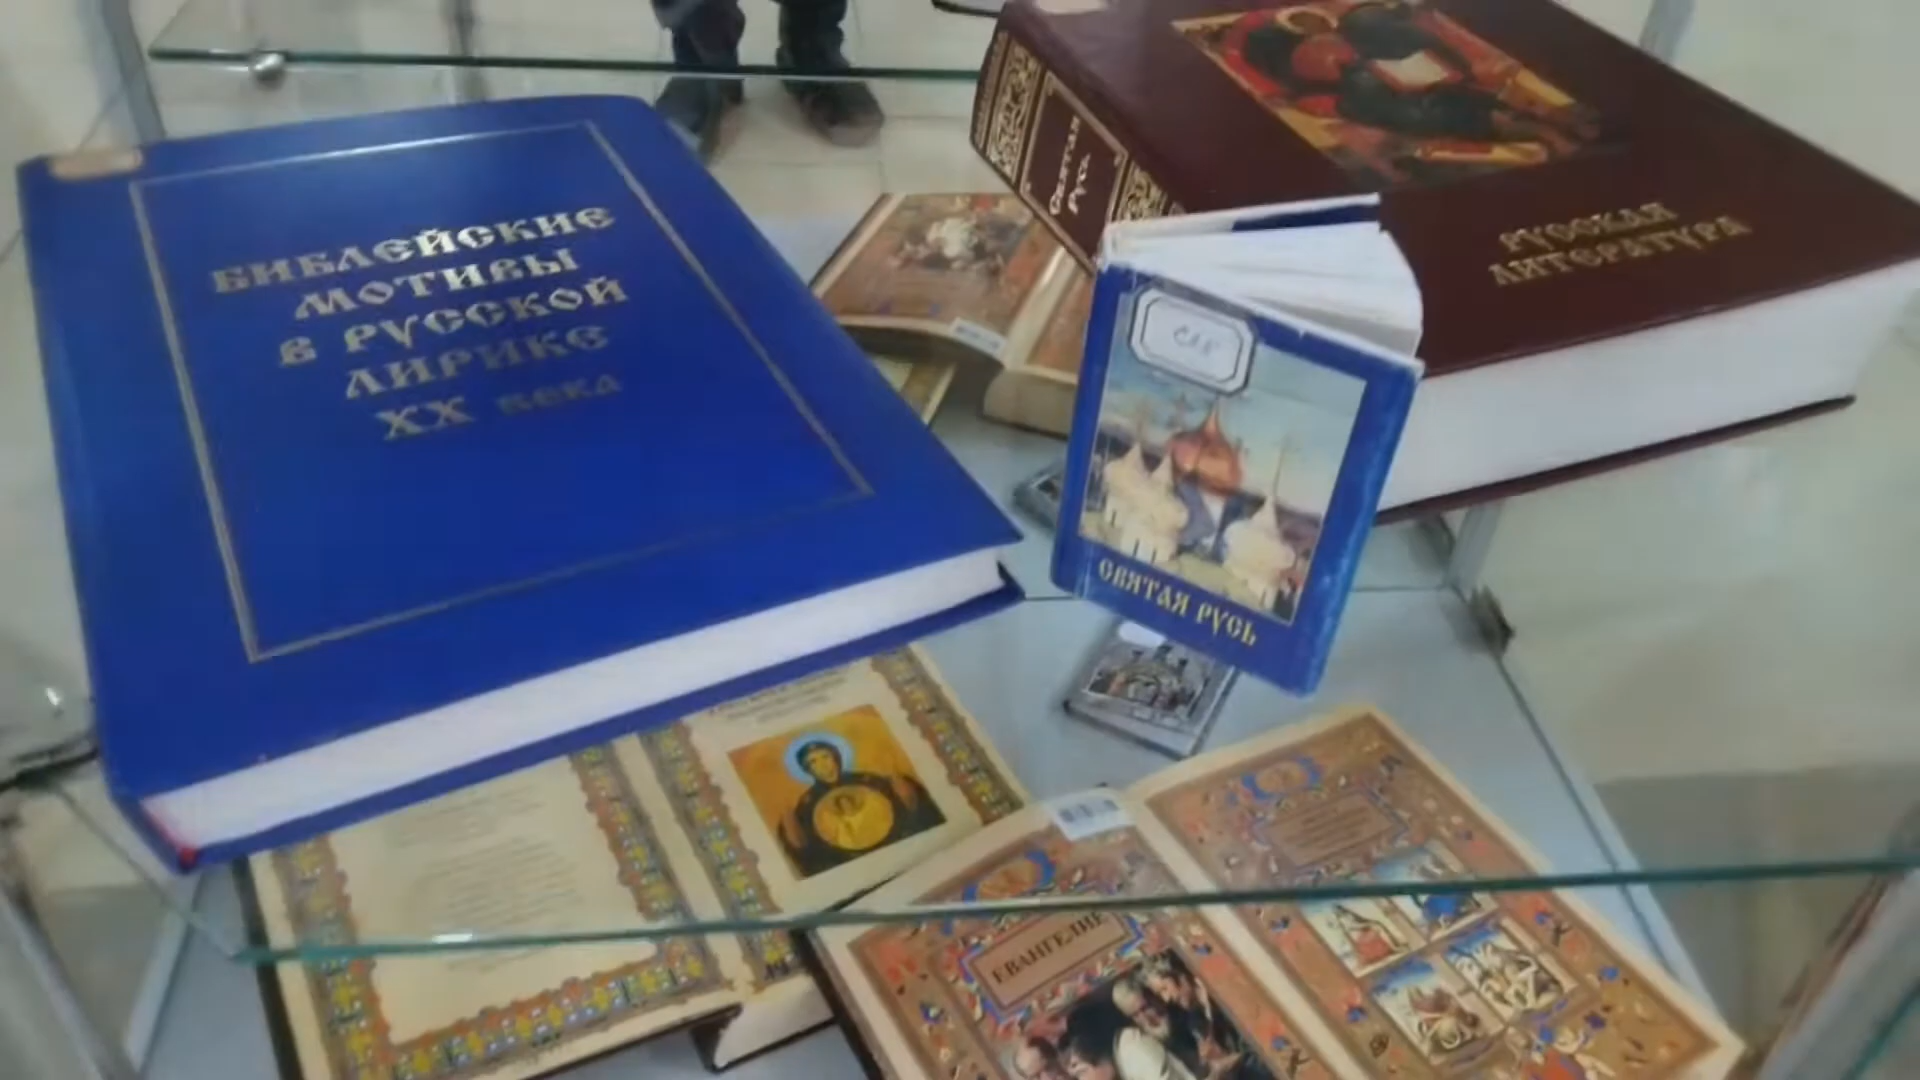 БИБЛЕЙСКИЕ
МОТИВЫ
В РУССКОЙ
ЛИРИКЕ
XX ВЕКА
СВЯТАЯ
РУСЬ
РУССКАЯ
ЛИТЕРАТУРА
СВЯТАЯ РУСЬ
ЕВАНГЕЛИЕ